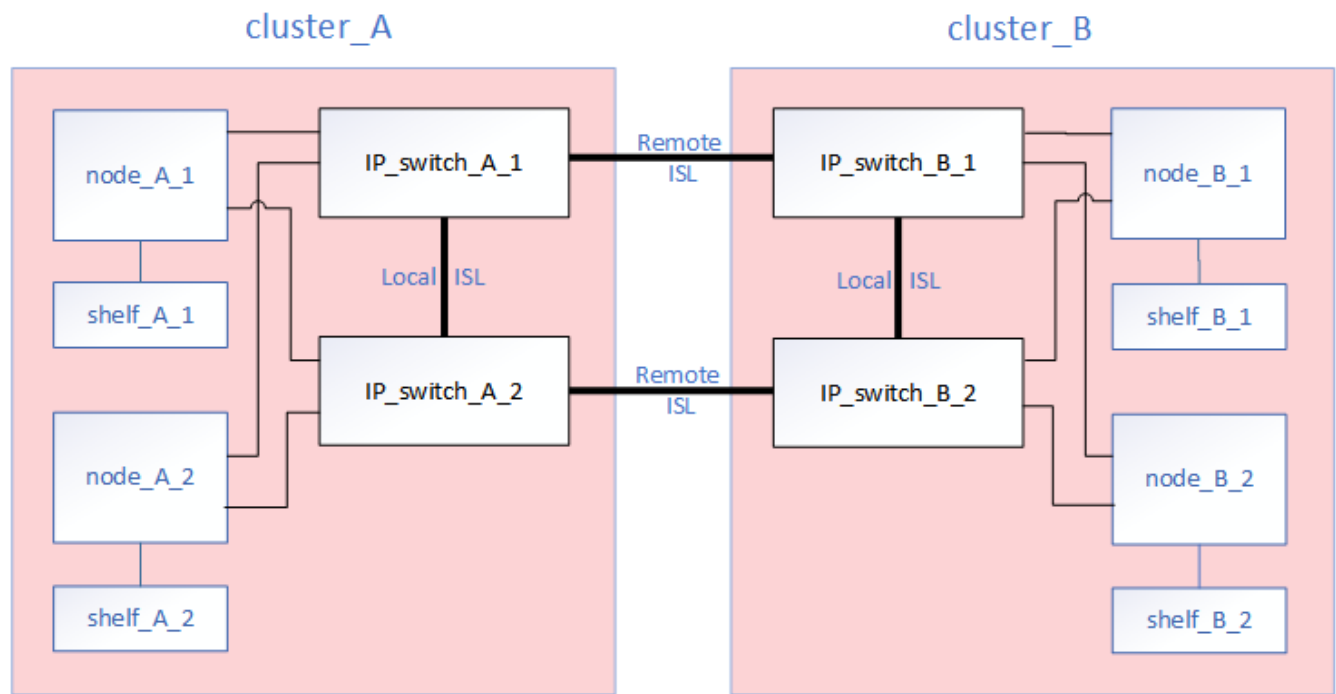 cluster_A
cluster_B
node_A_1
IP_switch_A_1
Remote
ISL
IP_switch_B_1
node_B_1
Local ISL
Local ISL
shelf_A_1
shelf_B_1
IP_switch_A_2
Remote
ISL
IP_switch_B_2
node_A_2
node_B_2
shelf_A_2
shelf_B_2